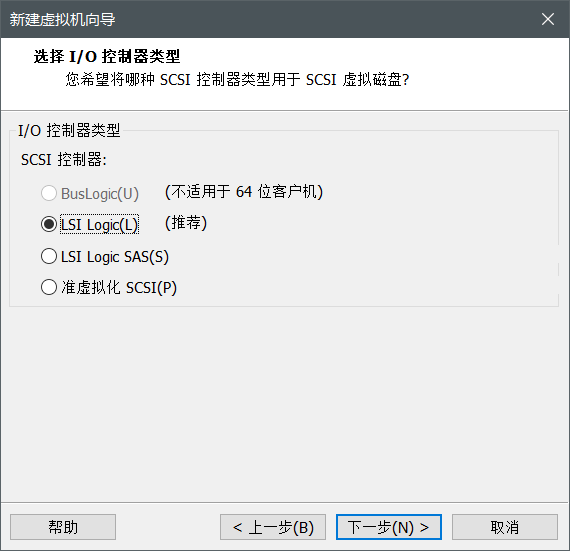 新建虚拟机向导
选择 I/O 控制器类型
您希望将哪种 SCSI 控制器类型用于 SCSI 虚拟磁盘?
I/O 控制器类型
SCSI 控制器:
BusLogic(U) (不适用于 64 位客户机)
LSI Logic(L) (推荐)
LSI Logic SAS(S)
准虚拟化 SCSI(P)
帮助 < 上一步(B) 下一步(N) > 取消